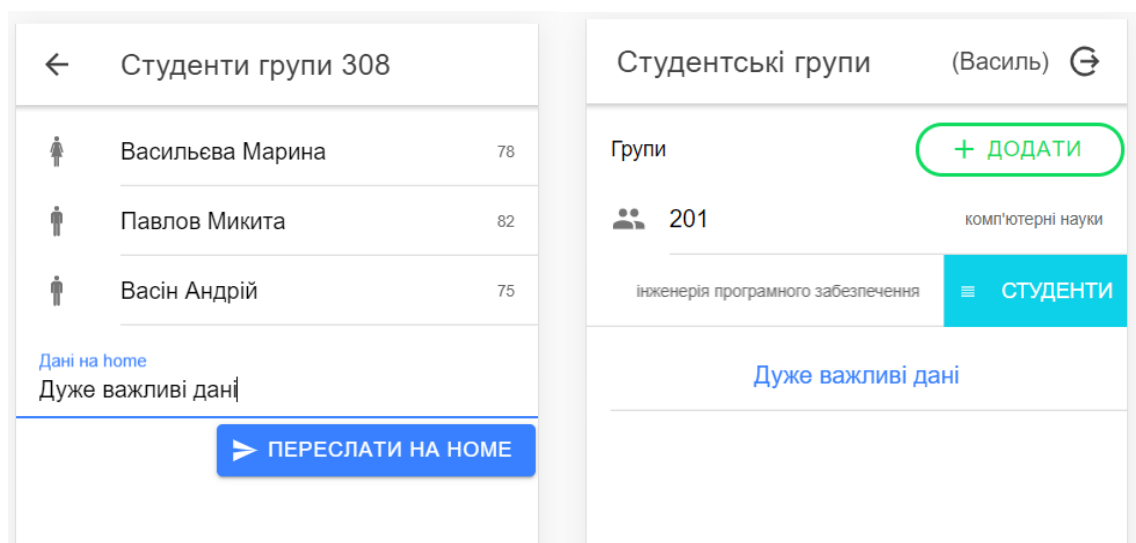 Студенти групи 308
Васильєва Марина 78
Павлов Микита 82
Васін Андрій 75
Дані на home
Дуже важливі дані
ПЕРЕСЛАТИ НА HOME
Студентські групи (Василь)
Групи + ДОДАТИ
201 комп'ютерні науки
інженерія програмного забезпечення СТУДЕНТИ
Дуже важливі дані